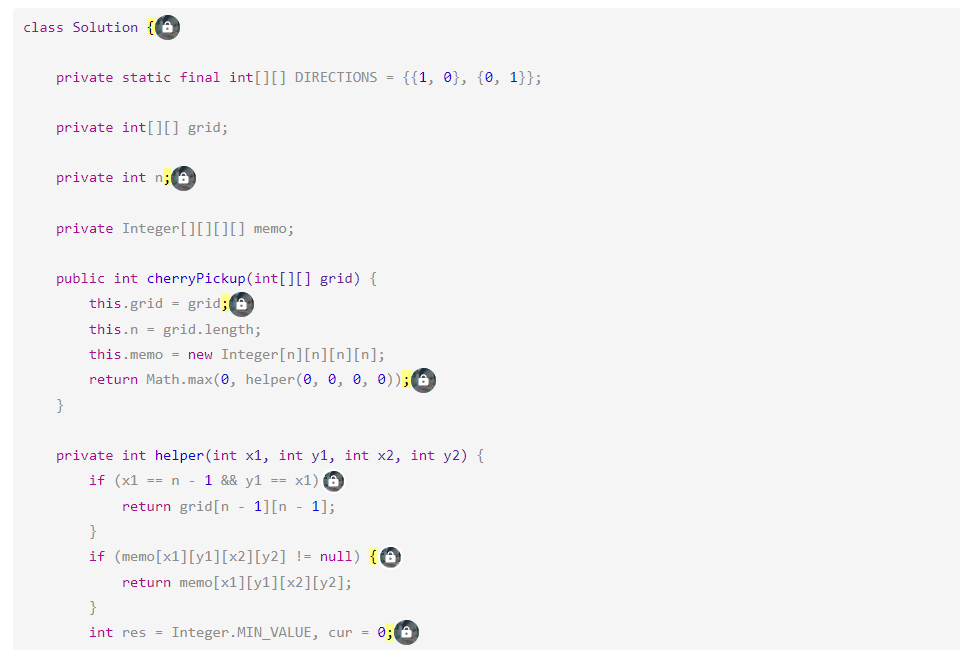 class Solution {
private static final int[][] DIRECTIONS = {{1, 0}, {0, 1}};
private int[][] grid;
private int n;
private Integer[][][][] memo;
public int cherryPickup(int[][] grid) {
this.grid = grid;
this.n = grid.length;
this.memo = new Integer[n][n][n][n];
return Math.max(0, helper(0, 0, 0, 0));
}
private int helper(int x1, int y1, int x2, int y2) {
if (x1 == n - 1 && y1 == x1)
return grid[n - 1][n - 1];
}
if (memo[x1][y1][x2][y2] != null) {
return memo[x1][y1][x2][y2];
}
int res = Integer.MIN_VALUE, cur = 0;